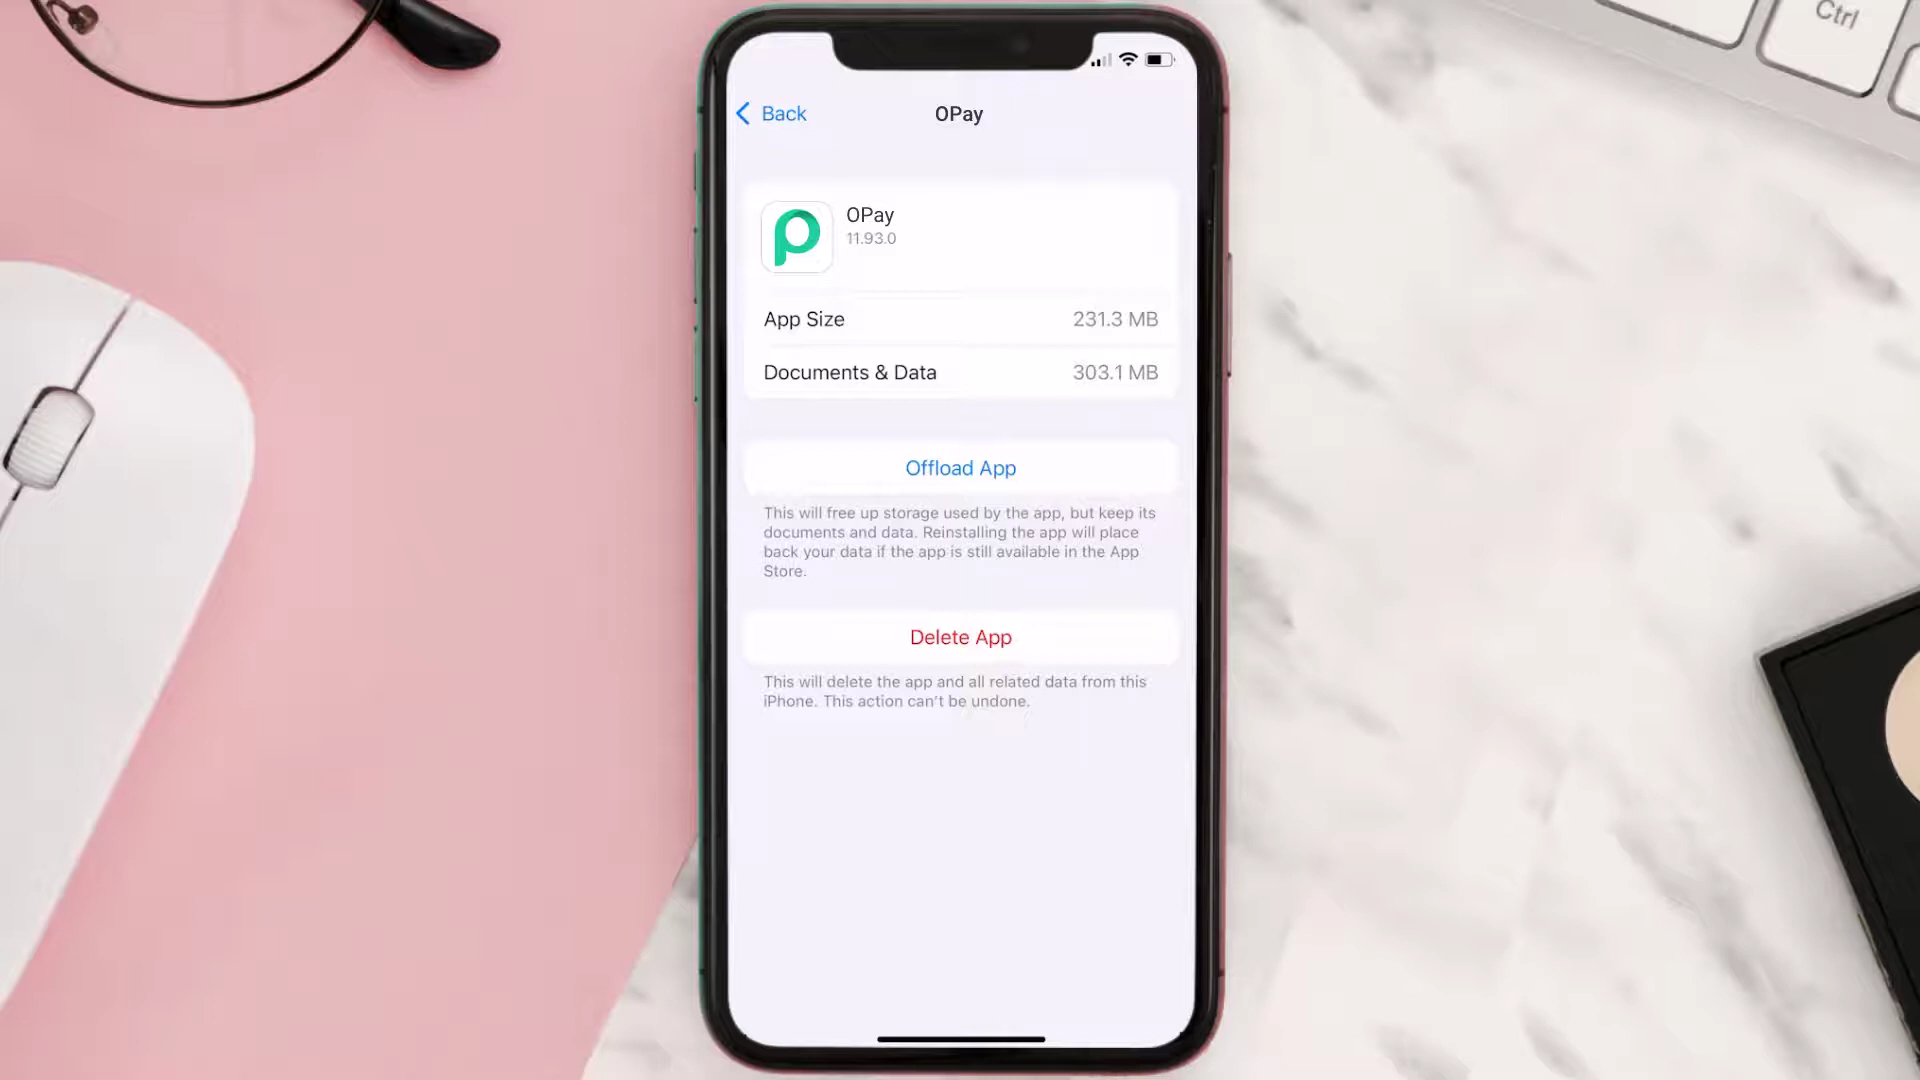 Ctrl
Back
OPay
OPay
11.93.0
App Size
231.3 MB
Documents & Data
303.1 MB
Offload App
This will free up storage used by the app, but keep its
documents and data. Reinstalling the app will place
back your data if the app is still available in the App
Store.
Delete App
This will delete the app and all related data from this
iPhone. This action can't be undone.